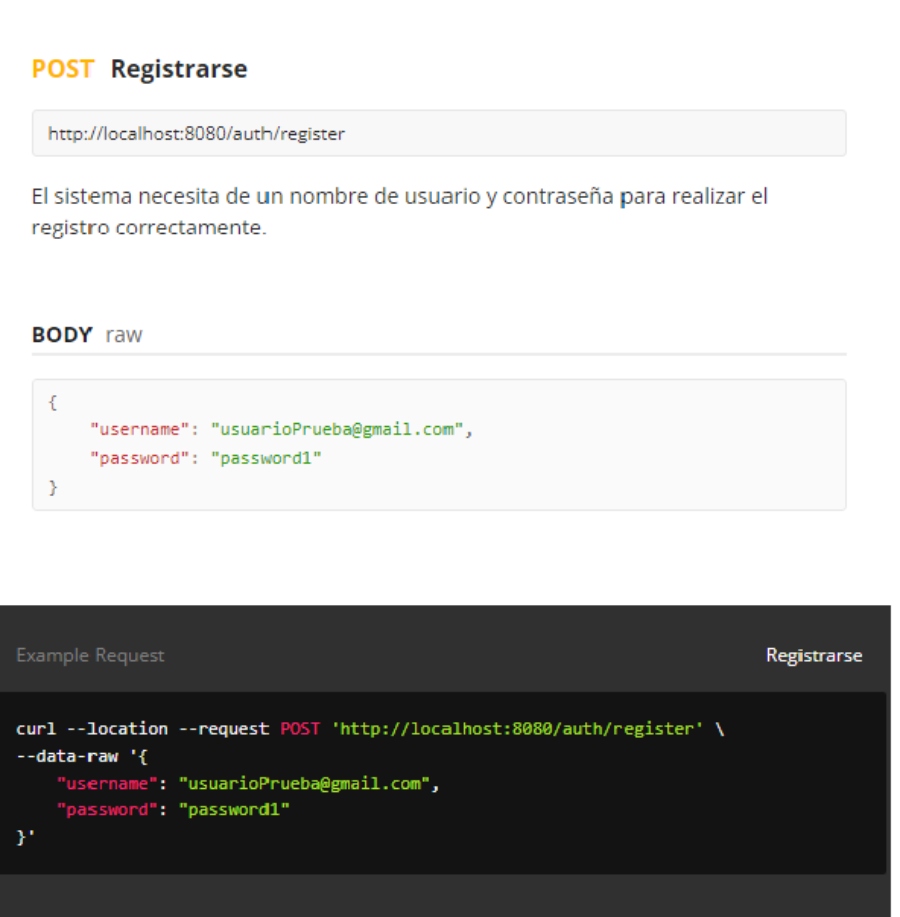 POST Registrarse
http://localhost:8080/auth/register
El sistema necesita de un nombre de usuario y contraseña para realizar el
registro correctamente.
BODY raw
{
    "username": "usuarioPrueba@gmail.com",
    "password": "password1"
}
Example Request Registrarse
curl --location --request POST 'http://localhost:8080/auth/register' \
--data-raw '{
    "username": "usuarioPrueba@gmail.com",
    "password": "password1"
}'